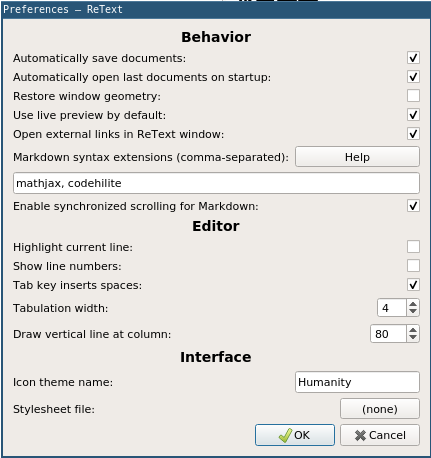 Preferences — ReText
Behavior
Automatically save documents:
Automatically open last documents on startup:
Restore window geometry:
Use live preview by default:
Open external links in ReText window:
Markdown syntax extensions (comma-separated): Help
mathjax, codehilite
Enable synchronized scrolling for Markdown:
Editor
Highlight current line:
Show line numbers:
Tab key inserts spaces:
Tabulation width: 4
Draw vertical line at column: 80
Interface
Icon theme name: Humanity
Stylesheet file: (none)
OK Cancel